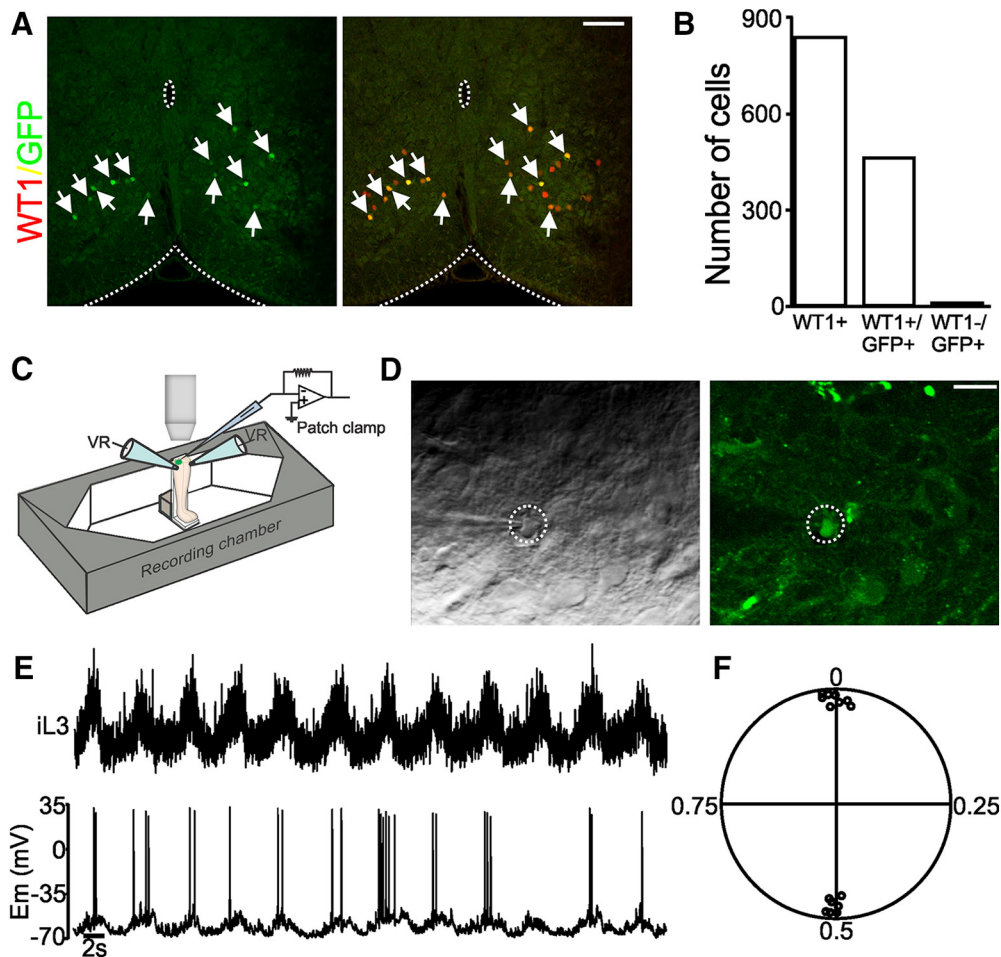 A
WT1/GFP
B
Number of cells
900
600
300
0
WT1+
WT1+/
GFP+
WT1-/
GFP+
C
VR
VR
Patch clamp
Recording chamber
D
E
iL3
Em (mV)
35
0
-35
-70
2s
F
0
0.75
0.25
0.5